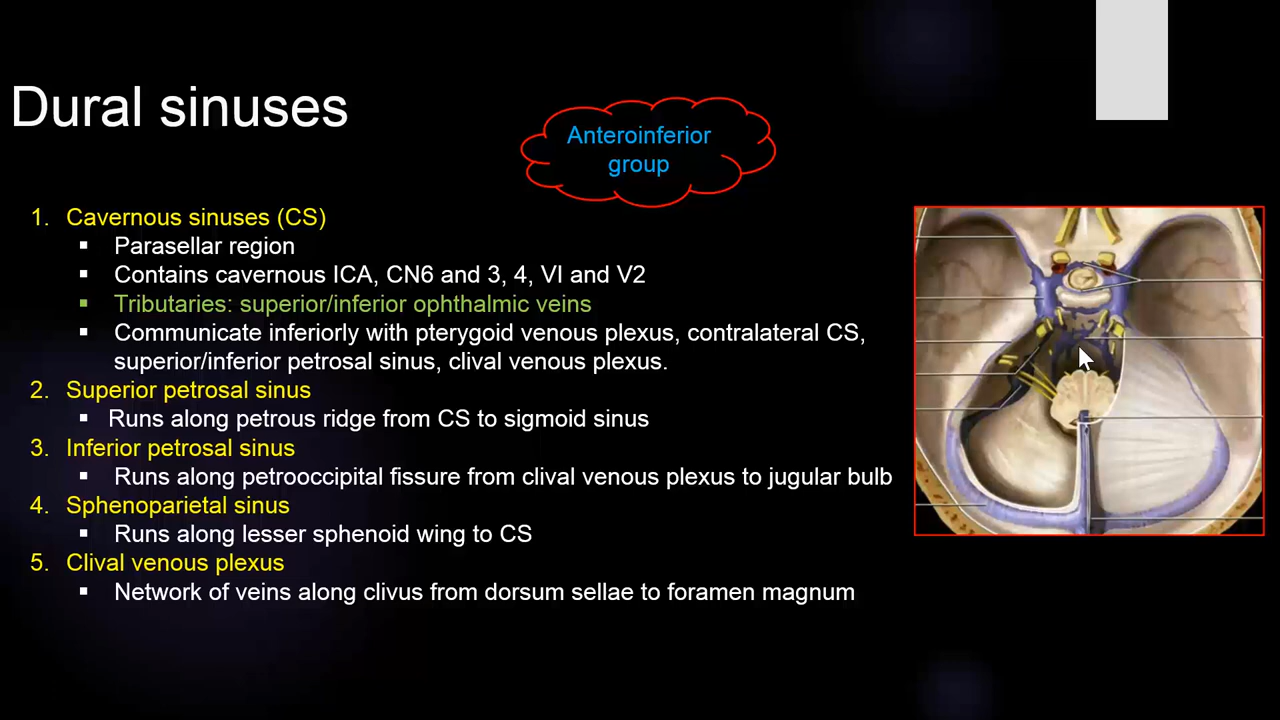 Dural sinuses
Anteroinferior
group
1. Cavernous sinuses (CS)
▪ Parasellar region
▪ Contains cavernous ICA, CN6 and 3, 4, VI and V2
▪ Tributaries: superior/inferior ophthalmic veins
▪ Communicate inferiorly with pterygoid venous plexus, contralateral CS,
superior/inferior petrosal sinus, clival venous plexus.
2. Superior petrosal sinus
▪ Runs along petrous ridge from CS to sigmoid sinus
3. Inferior petrosal sinus
▪ Runs along petrooccipital fissure from clival venous plexus to jugular bulb
4. Sphenoparietal sinus
▪ Runs along lesser sphenoid wing to CS
5. Clival venous plexus
▪ Network of veins along clivus from dorsum sellae to foramen magnum